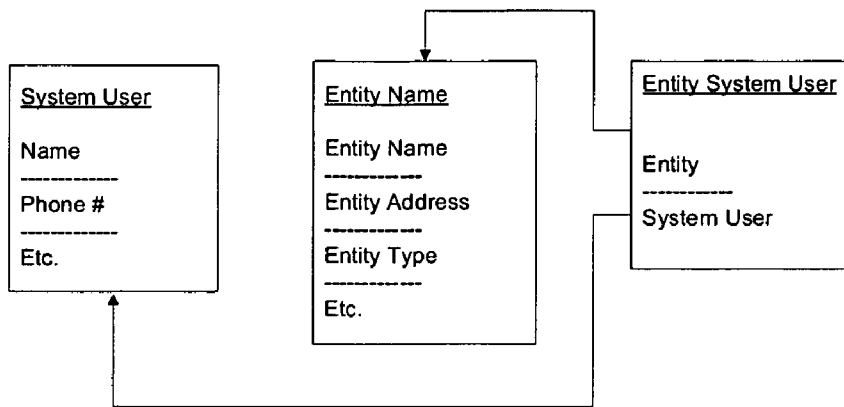 System User
Name
Phone #
Etc.
Entity Name
Entity Name
Entity Address
Entity Type
Etc.
Entity System User
Entity
System User